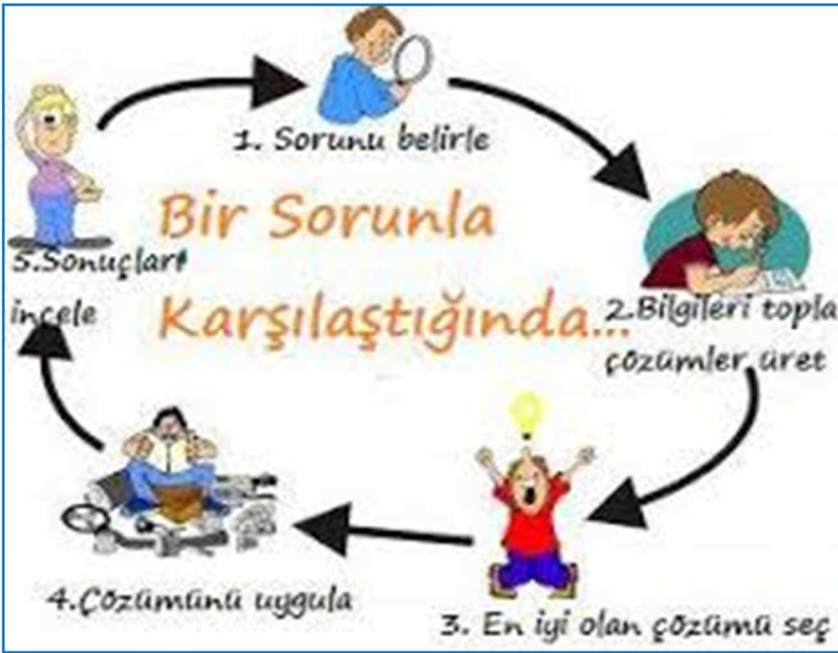 1. Sorunu belirle
Bir Sorunla
Karşılaştığında...
2.Bilgileri topla
çözümler üret
3. En iyi olan çözümü seç
4.Çözümünü uygula
5.Sonuçları
incele